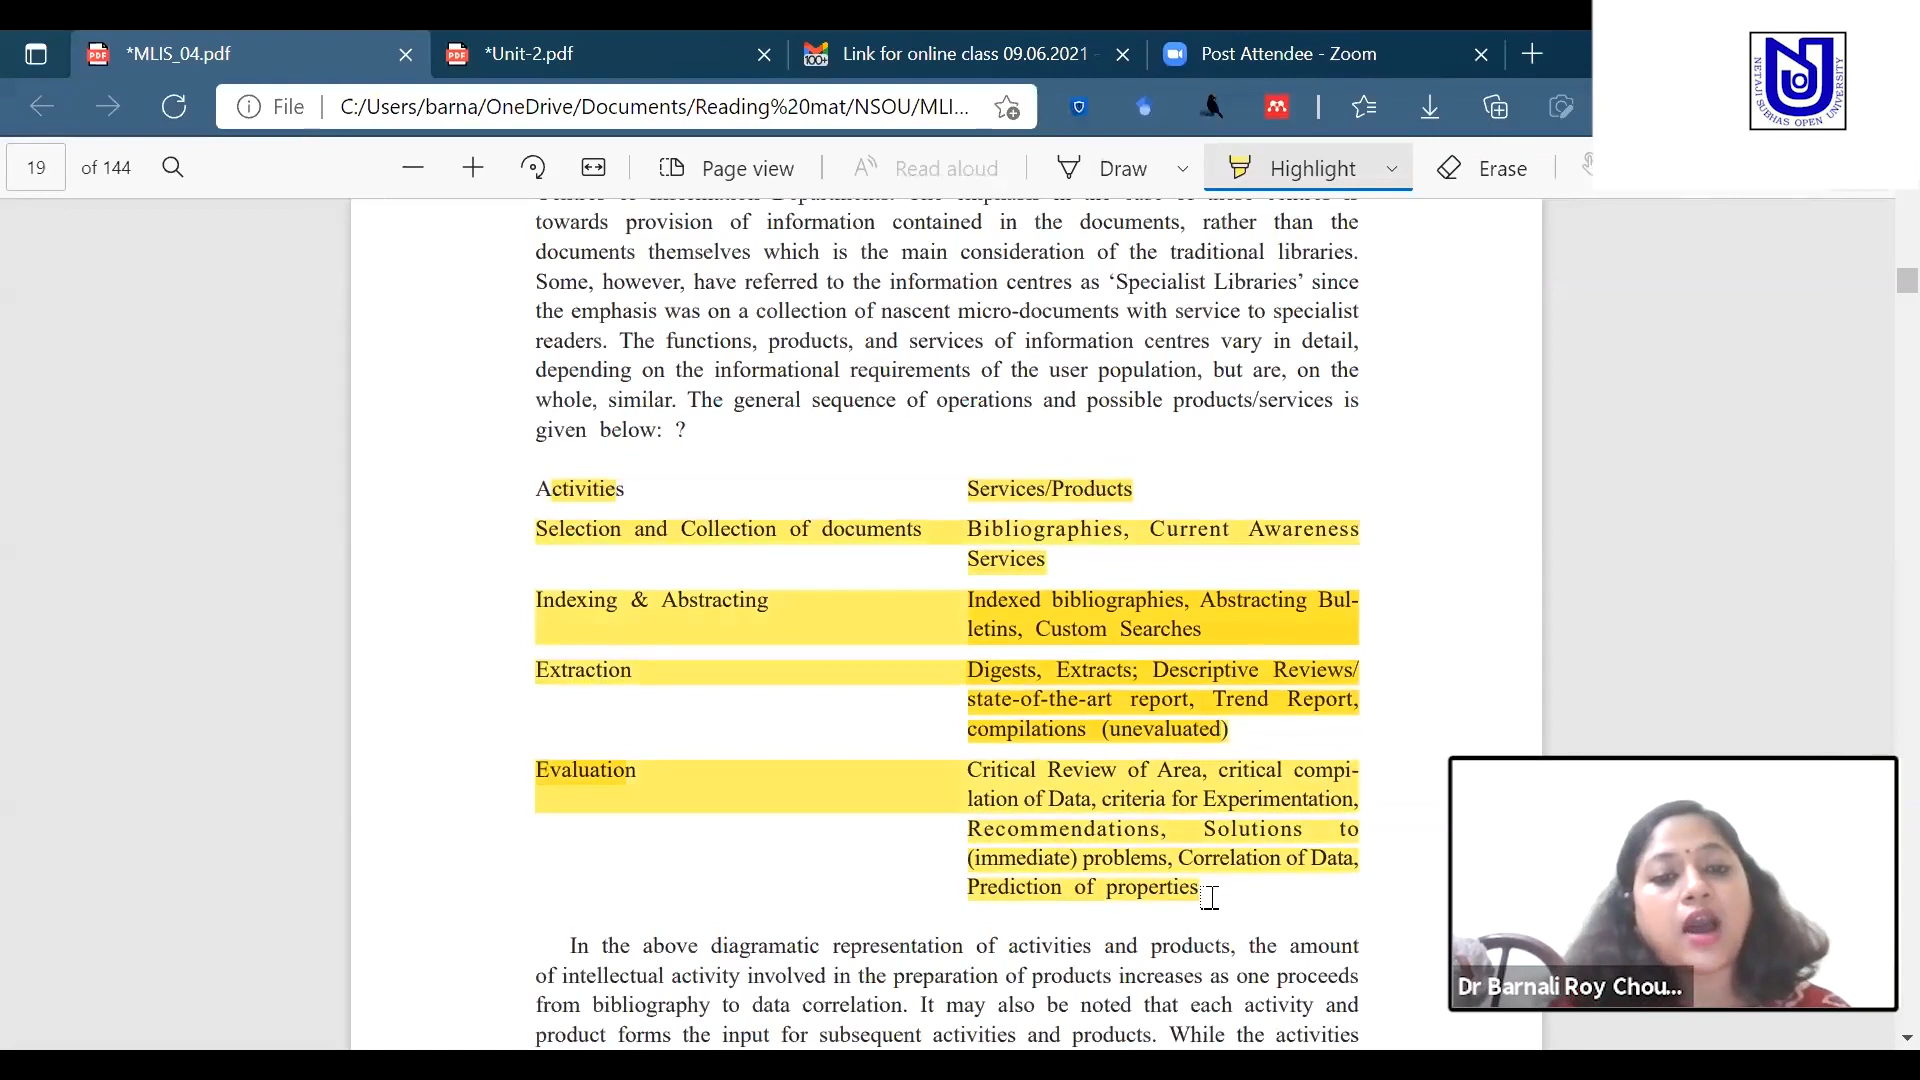 *MLIS_04.pdf
*Unit-2.pdf
Link for online class 09.06.2021 -
Post Attendee - Zoom
File
C:/Users/barna/OneDrive/Documents/Reading%20mat/NSOU/MLI...
NETAJI SUBHAS OPEN UNIVERSITY
19 of 144
Page view
Read aloud
Draw
Highlight
Erase
towards provision of information contained in the documents, rather than the
documents themselves which is the main consideration of the traditional libraries.
Some, however, have referred to the information centres as ‘Specialist Libraries’ since
the emphasis was on a collection of nascent micro-documents with service to specialist
readers. The functions, products, and services of information centres vary in detail,
depending on the informational requirements of the user population, but are, on the
whole, similar. The general sequence of operations and possible products/services is
given below: ?
Activities
Services/Products
Selection and Collection of documents
Bibliographies, Current Awareness
Services
Indexing & Abstracting
Indexed bibliographies, Abstracting Bul-
letins, Custom Searches
Extraction
Digests, Extracts; Descriptive Reviews/
state-of-the-art report, Trend Report,
compilations (unevaluated)
Evaluation
Critical Review of Area, critical compi-
lation of Data, criteria for Experimentation,
Recommendations, Solutions to
(immediate) problems, Correlation of Data,
Prediction of properties
In the above diagramatic representation of activities and products, the amount
of intellectual activity involved in the preparation of products increases as one proceeds
from bibliography to data correlation. It may also be noted that each activity and
product forms the input for subsequent activities and products. While the activities
Dr Barnali Roy Chou...